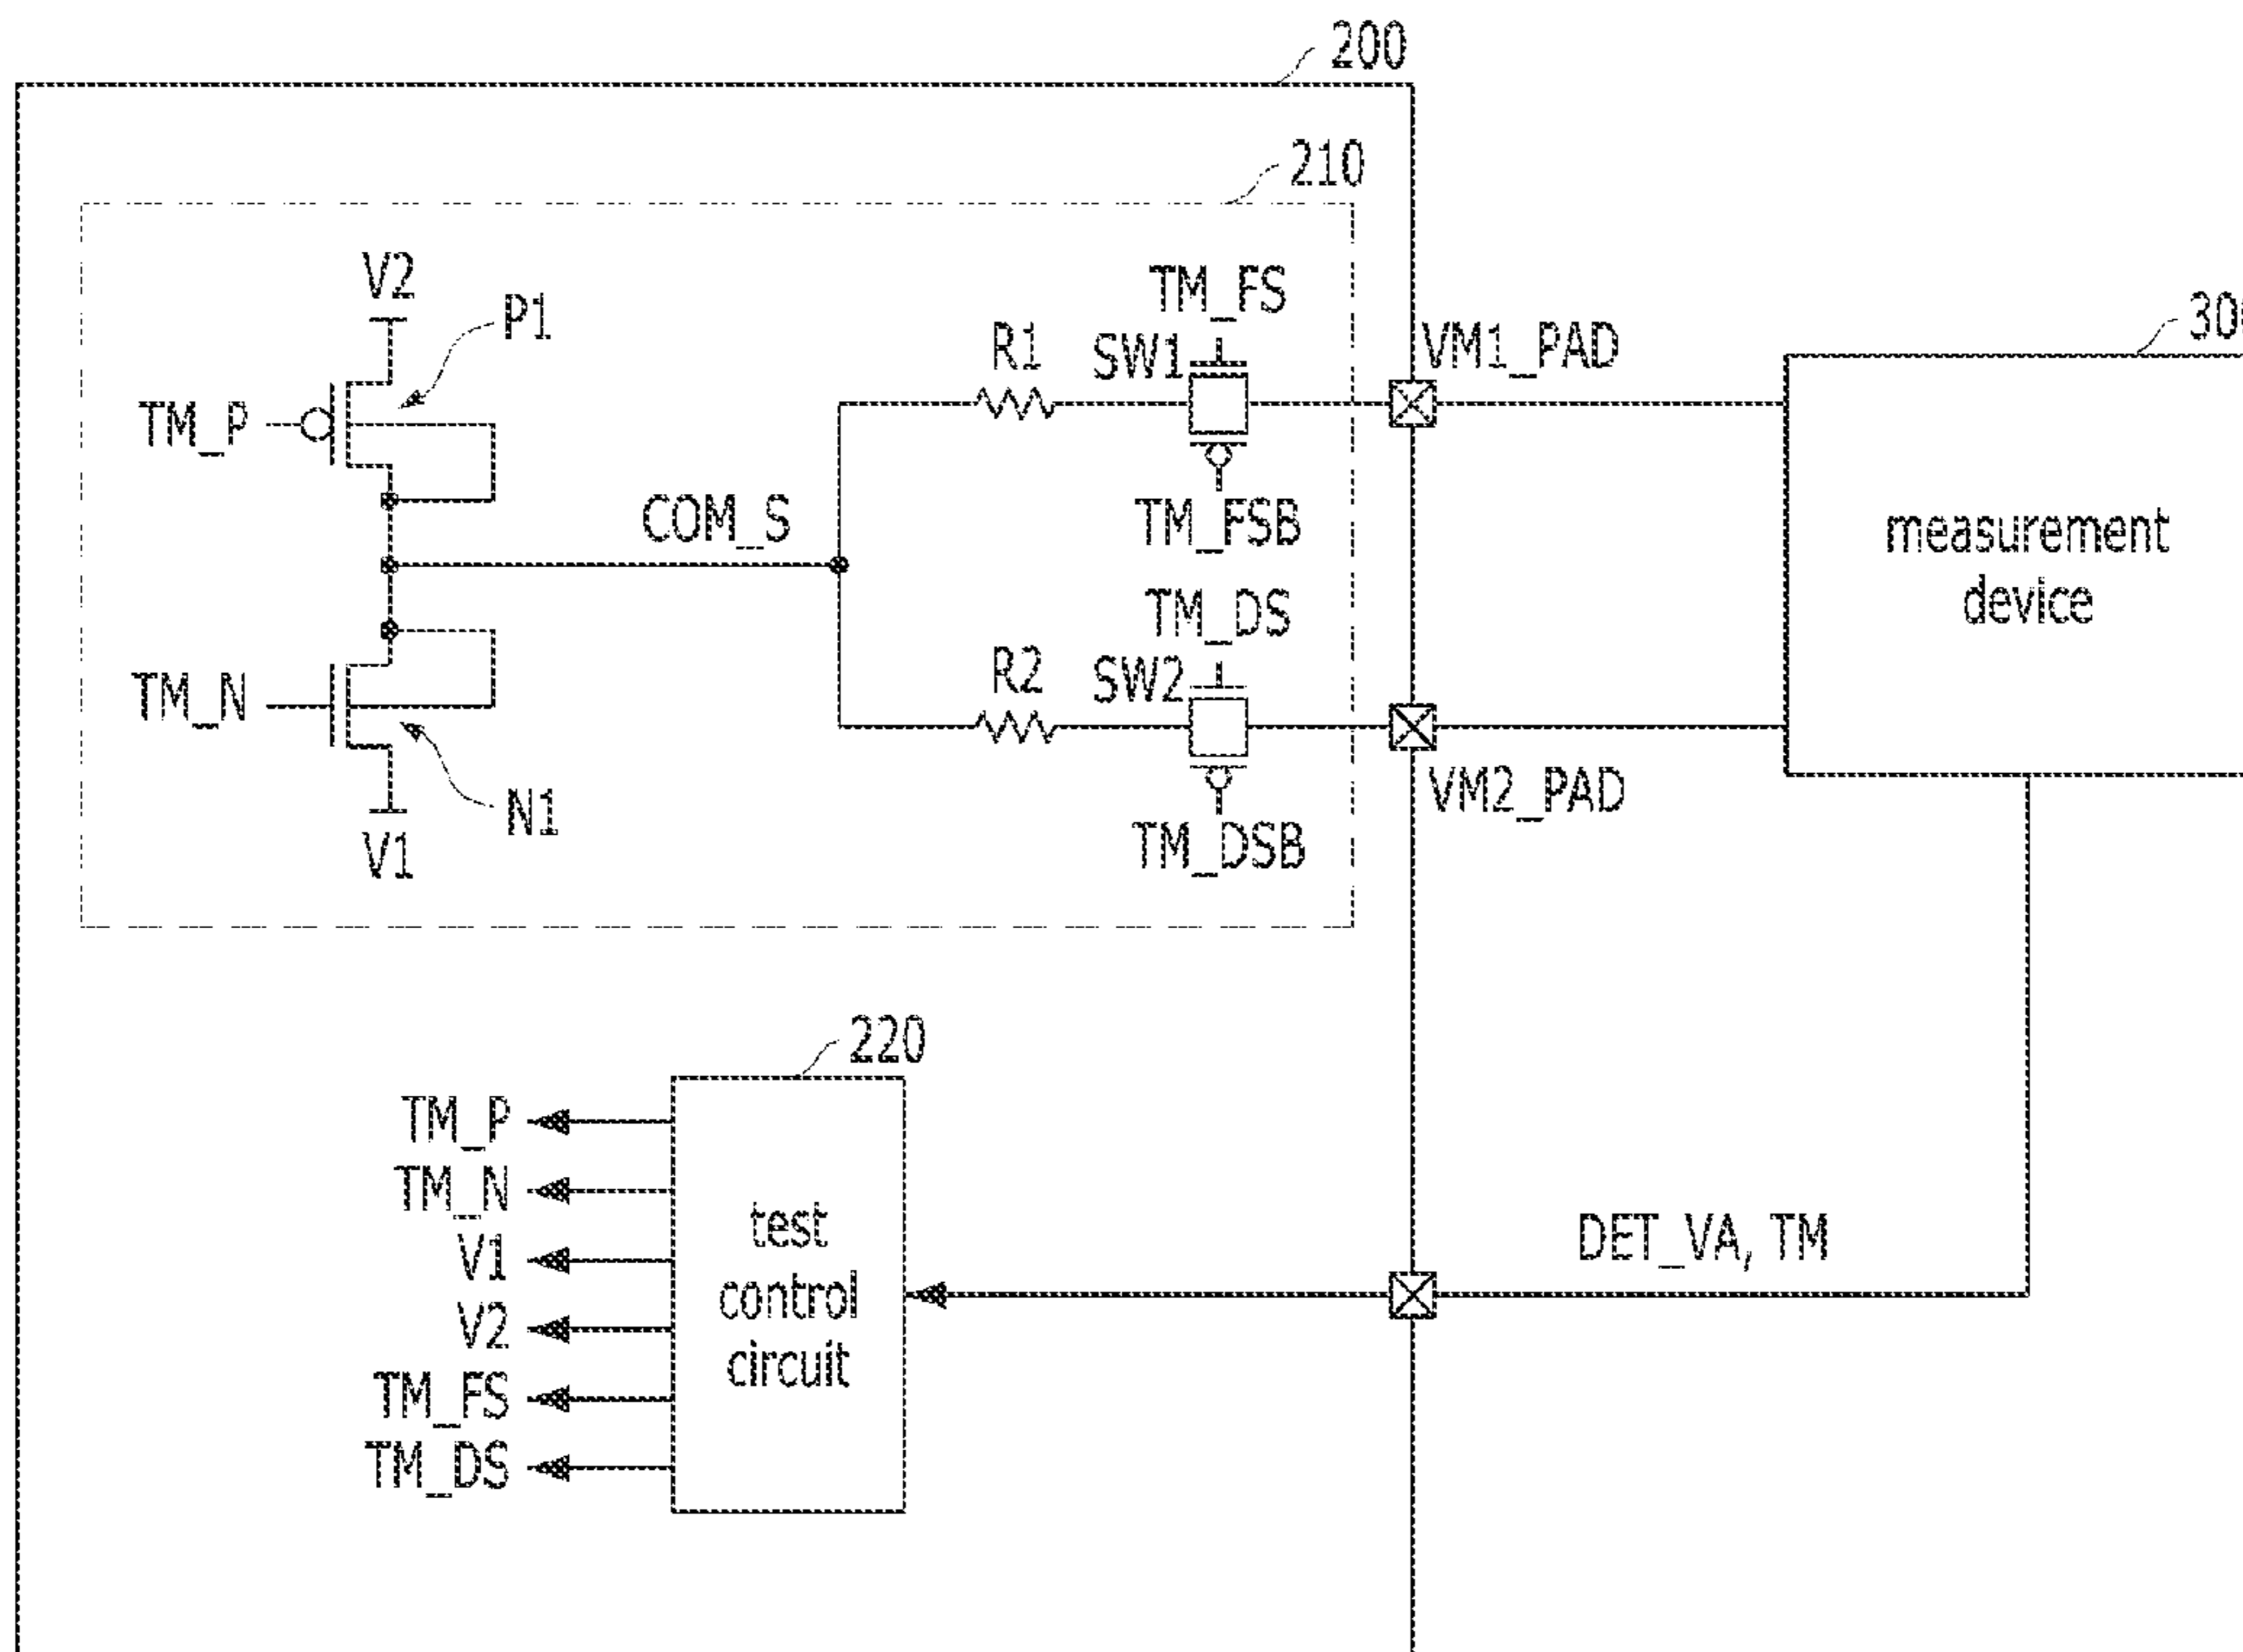 200
210
V2
P1
TM_P
TM_FS
R1
SW1
VM1_PAD
TM_FSB
COM_S
TM_DS
TM_N
R2
SW2
VM2_PAD
N1
V1
TM_DSB
measurement
device
220
TM_P
TM_N
V1
V2
TM_FS
TM_DS
test
control
circuit
DET_VA, TM